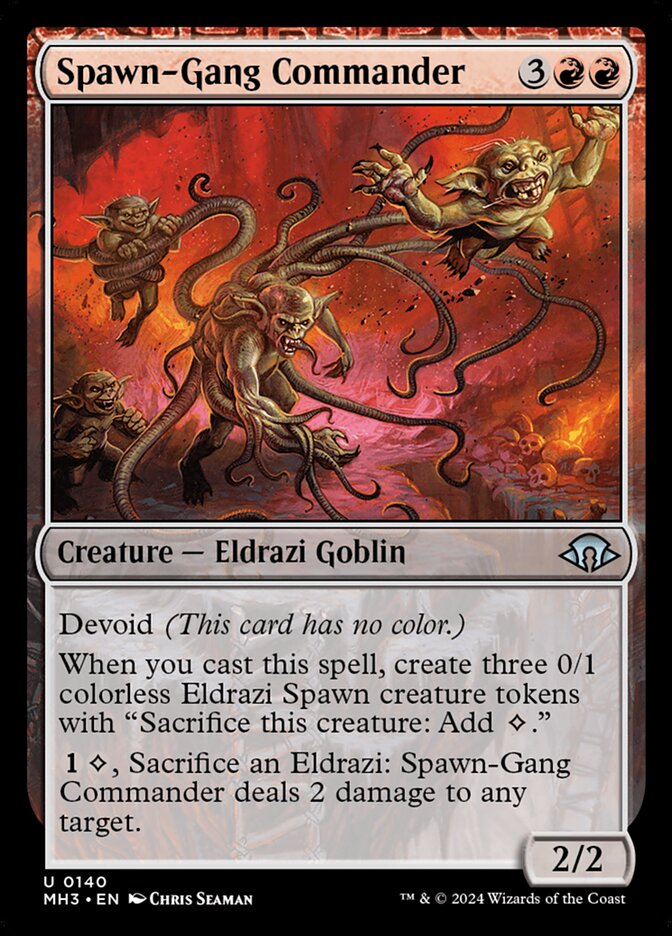 Spawn-Gang Commander 3
Creature — Eldrazi Goblin
Devoid (This card has no color.)
When you cast this spell, create three 0/1
colorless Eldrazi Spawn creature tokens
with “Sacrifice this creature: Add .”
1 , Sacrifice an Eldrazi: Spawn-Gang
Commander deals 2 damage to any
target.
2/2
U 0140
MH3 • EN Chris Seaman
™ & © 2024 Wizards of the Coast